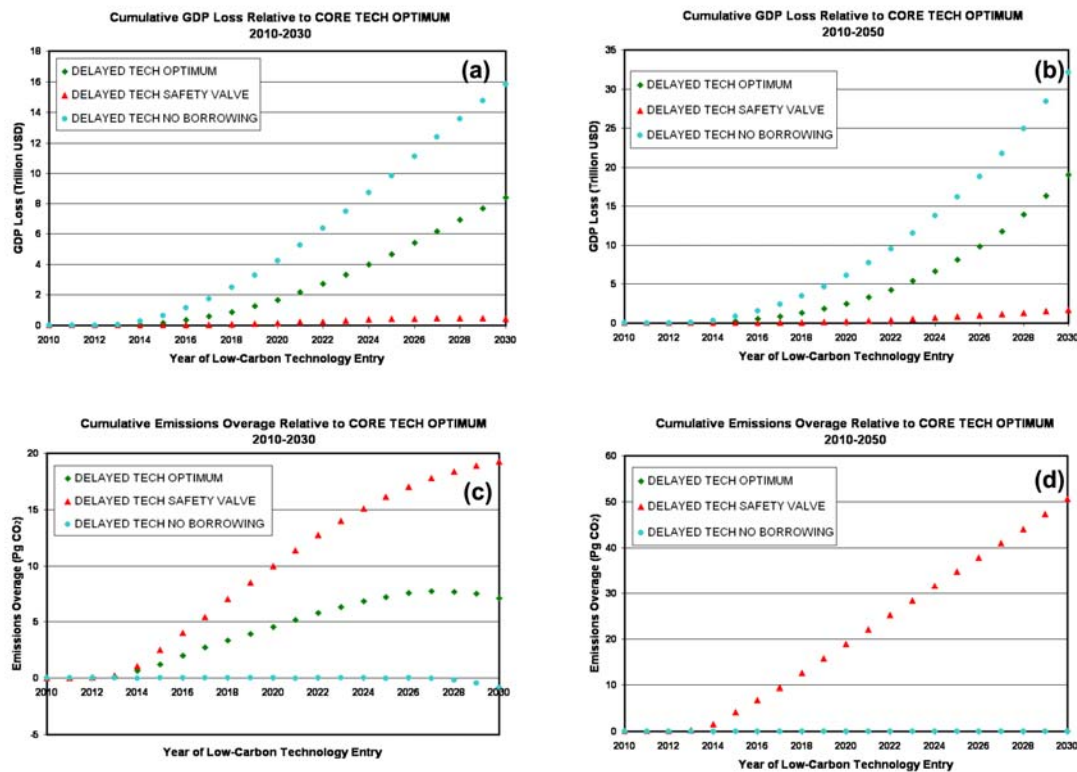 Cumulative GDP Loss Relative to CORE TECH OPTIMUM
2010-2030
(a)
DELAYED TECH OPTIMUM
DELAYED TECH SAFETY VALVE
DELAYED TECH NO BORROWING
GDP Loss (Trillion USD)
18
16
14
12
10
8
6
4
2
0
2010 2012 2014 2016 2018 2020 2022 2024 2026 2028 2030
Year of Low-Carbon Technology Entry
Cumulative GDP Loss Relative to CORE TECH OPTIMUM
2010-2050
(b)
DELAYED TECH OPTIMUM
DELAYED TECH SAFETY VALVE
DELAYED TECH NO BORROWING
GDP Loss (Trillion USD)
35
30
25
20
15
10
5
0
2010 2012 2014 2016 2018 2020 2022 2024 2026 2028 2030
Year of Low-Carbon Technology Entry
Cumulative Emissions Overage Relative to CORE TECH OPTIMUM
2010-2030
(c)
DELAYED TECH OPTIMUM
DELAYED TECH SAFETY VALVE
DELAYED TECH NO BORROWING
Emissions Overage (Pg CO₂)
20
15
10
5
0
2010 2012 2014 2016 2018 2020 2022 2024 2026 2028 2030
-5
Year of Low-Carbon Technology Entry
Cumulative Emissions Overage Relative to CORE TECH OPTIMUM
2010-2050
(d)
DELAYED TECH OPTIMUM
DELAYED TECH SAFETY VALVE
DELAYED TECH NO BORROWING
Emissions Overage (Pg CO₂)
60
50
40
30
20
10
0
2010 2012 2014 2016 2018 2020 2022 2024 2026 2028 2030
Year of Low-Carbon Technology Entry